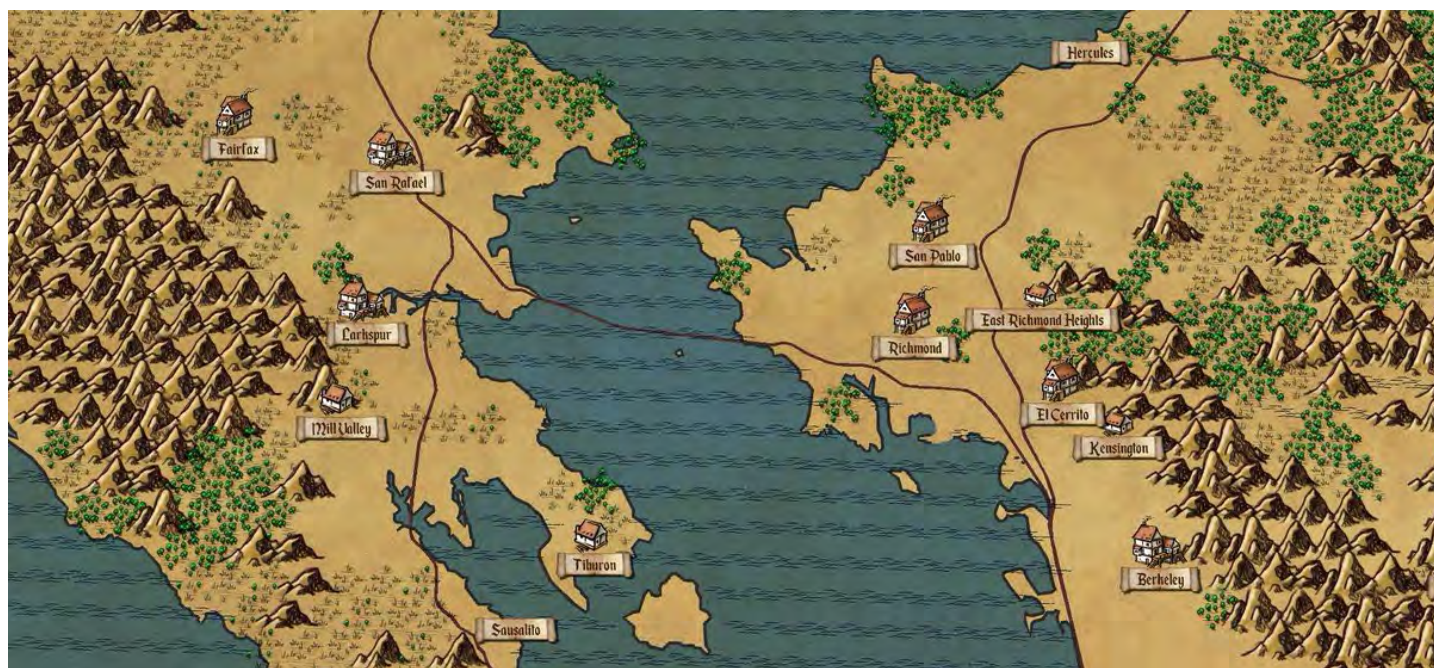 Hercules
Fairfax
San Rafael
San Pablo
Larkspur
East Richmond Heights
Richmond
El Cerrito
Mill Valley
Kensington
Tiburon
Berkeley
Sausalito